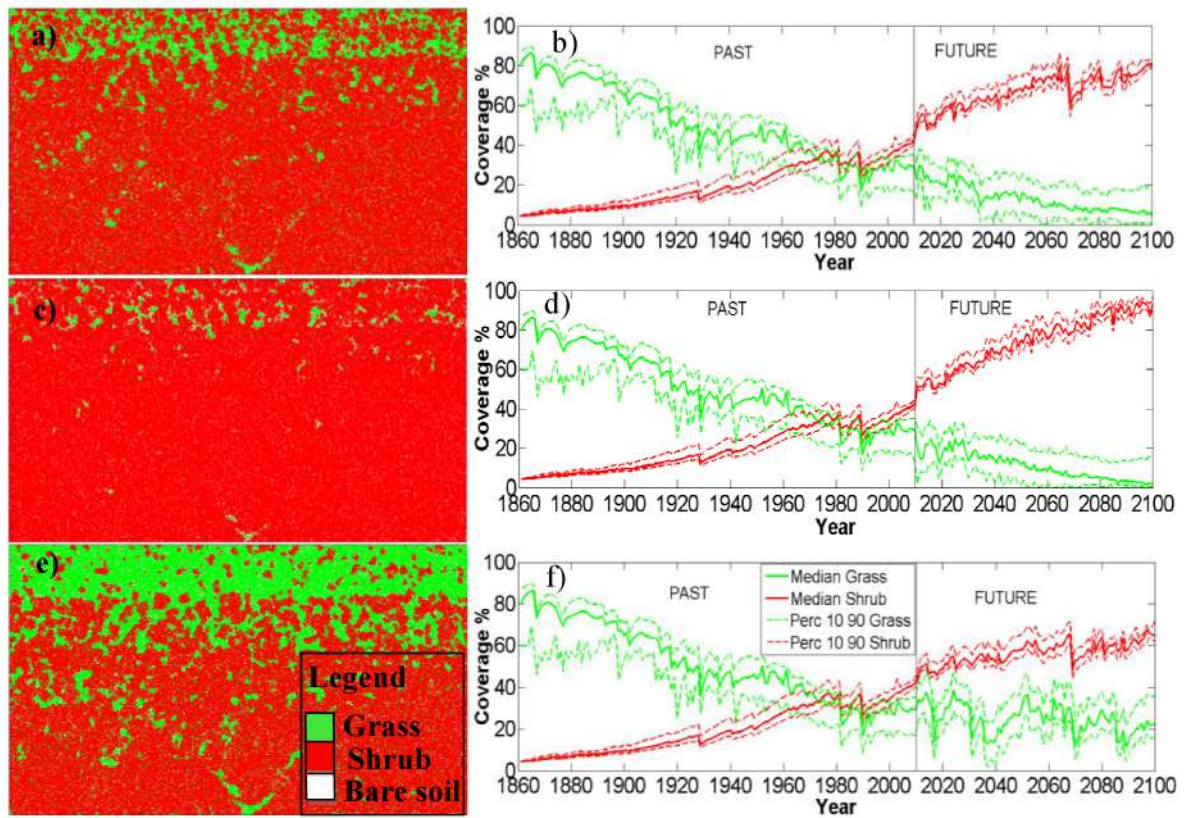 a)
b)
PAST
FUTURE
Coverage %
100
80
60
40
20
0
1860 1880 1900 1920 1940 1960 1980 2000 2020 2040 2060 2080 2100
Year
c)
d)
PAST
FUTURE
Coverage %
100
80
60
40
20
0
1860 1880 1900 1920 1940 1960 1980 2000 2020 2040 2060 2080 2100
Year
e)
Legend
Grass
Shrub
Bare soil
f)
PAST
FUTURE
Median Grass
Median Shrub
Perc 10 90 Grass
Perc 10 90 Shrub
Coverage %
100
80
60
40
20
0
1860 1880 1900 1920 1940 1960 1980 2000 2020 2040 2060 2080 2100
Year